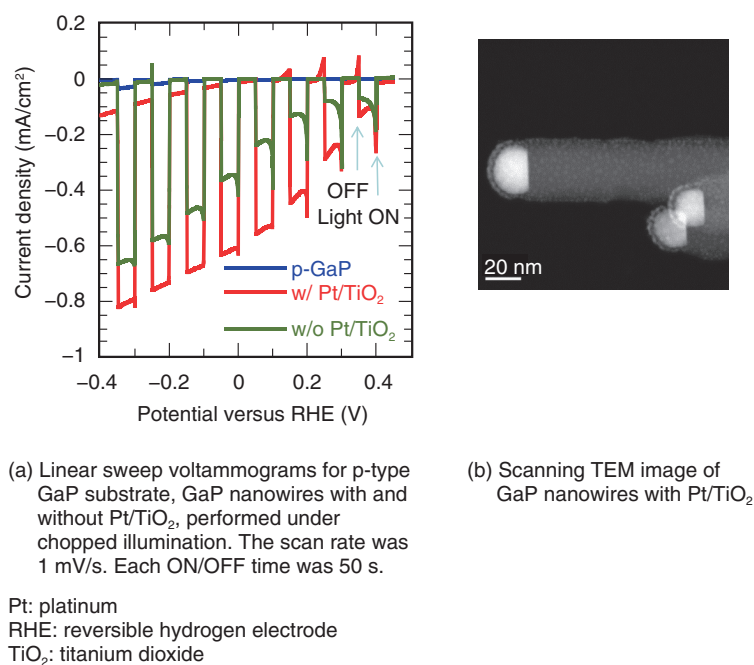 0.2
0
−0.2
−0.4
−0.6
−0.8
−1
Current density (mA/cm²)
OFF
Light ON
p-GaP
w/ Pt/TiO₂
w/o Pt/TiO₂
−0.4
−0.2
0
0.2
0.4
Potential versus RHE (V)
20 nm
(a) Linear sweep voltammograms for p-type
GaP substrate, GaP nanowires with and
without Pt/TiO₂, performed under
chopped illumination. The scan rate was
1 mV/s. Each ON/OFF time was 50 s.
(b) Scanning TEM image of
GaP nanowires with Pt/TiO₂
Pt: platinum
RHE: reversible hydrogen electrode
TiO₂: titanium dioxide